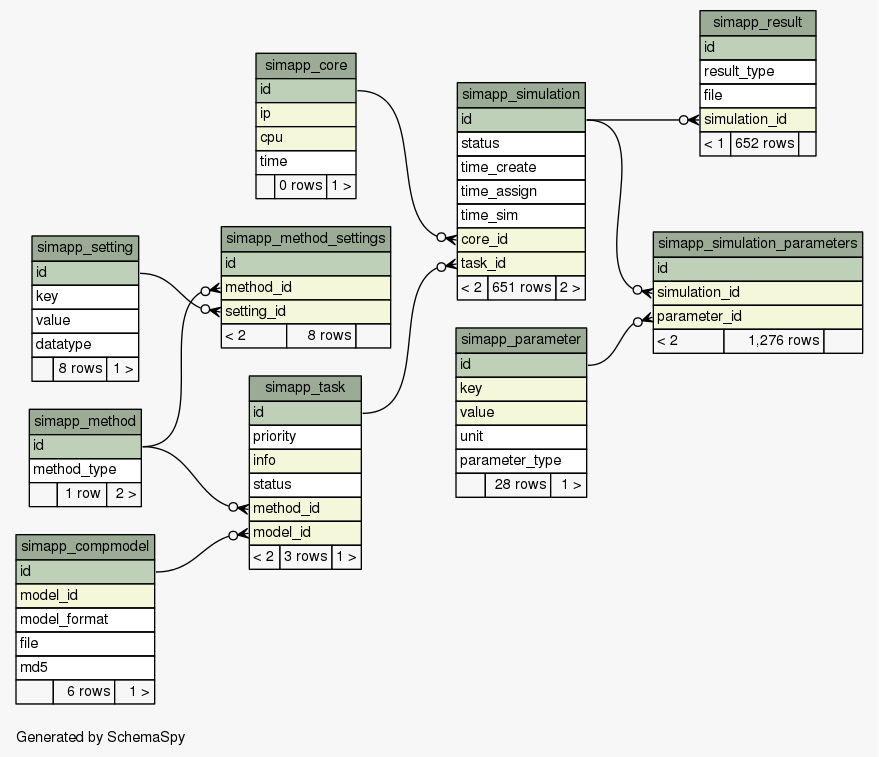 simapp_result
id
result_type
file
simulation_id
< 1 652 rows
simapp_core
id
ip
cpu
time
0 rows 1 >
simapp_simulation
id
status
time_create
time_assign
time_sim
core_id
task_id
< 2 651 rows 2 >
simapp_method_settings
id
method_id
setting_id
< 2 8 rows
simapp_setting
id
key
value
datatype
8 rows 1 >
simapp_simulation_parameters
id
simulation_id
parameter_id
< 2 1,276 rows
simapp_parameter
id
key
value
unit
parameter_type
28 rows 1 >
simapp_task
id
priority
info
status
method_id
model_id
< 2 3 rows 1 >
simapp_method
id
method_type
1 row 2 >
simapp_compmodel
id
model_id
model_format
file
md5
6 rows 1 >
Generated by SchemaSpy